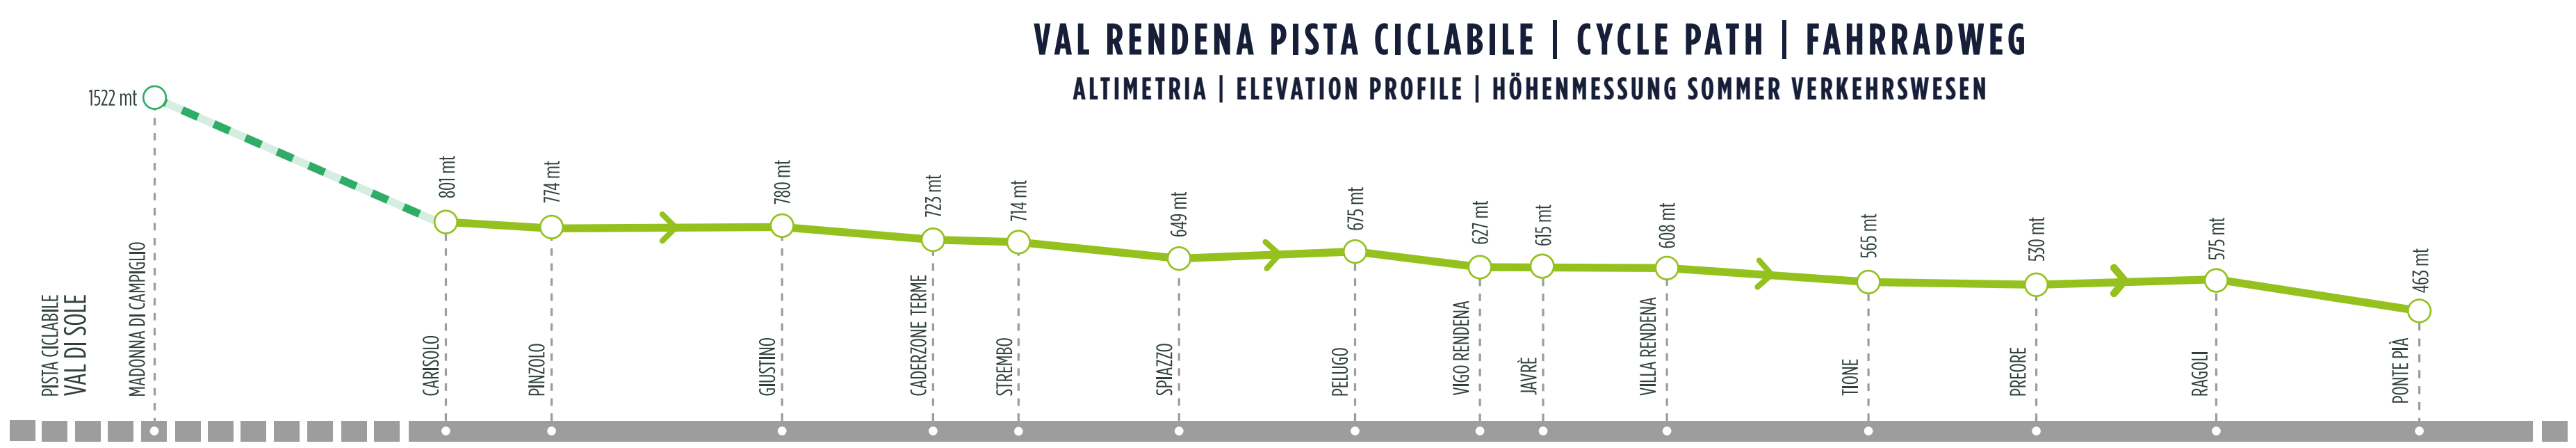 VAL RENDENA PISTA CICLABILE | CYCLE PATH | FAHRRADWEG
ALTIMETRIA | ELEVATION PROFILE | HÖHENMESSUNG SOMMER VERKEHRSWESEN
1522 mt
801 mt
774 mt
780 mt
723 mt
714 mt
649 mt
675 mt
627 mt
615 mt
608 mt
565 mt
530 mt
575 mt
463 mt
PISTA CICLABILE
VAL DI SOLE
MADONNA DI CAMPIGLIO
CARISOLO
PINZOLO
GIUSTINO
CADERZONE TERME
STREMBO
SPIAZZO
PELUGO
VIGO RENDENA
JAVRÈ
VILLA RENDENA
TIONE
PREORE
RAGOLI
PONTE PIÀ